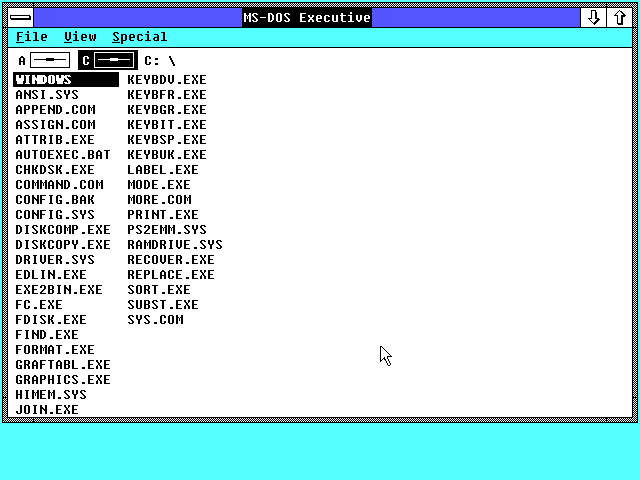 MS-DOS Executive
File View Special
A C C: \
WINDOWS
ANSI.SYS
APPEND.COM
ASSIGN.COM
ATTRIB.EXE
AUTOEXEC.BAT
CHKDSK.EXE
COMMAND.COM
CONFIG.BAK
CONFIG.SYS
DISKCOMP.EXE
DISKCOPY.EXE
DRIVER.SYS
EDLIN.EXE
EXE2BIN.EXE
FC.EXE
FDISK.EXE
FIND.EXE
FORMAT.EXE
GRAFTABL.EXE
GRAPHICS.EXE
HIMEM.SYS
JOIN.EXE
KEYBDV.EXE
KEYBFR.EXE
KEYBGR.EXE
KEYBIT.EXE
KEYBSP.EXE
KEYBUK.EXE
LABEL.EXE
MODE.EXE
MORE.COM
PRINT.EXE
PS2EMM.SYS
RAMDRIVE.SYS
RECOVER.EXE
REPLACE.EXE
SORT.EXE
SUBST.EXE
SYS.COM